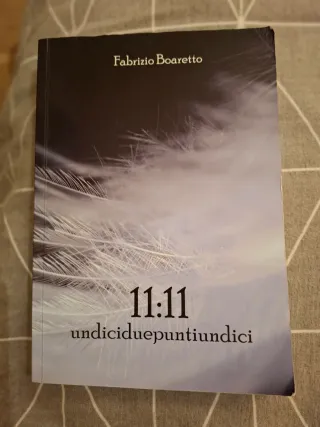 Fabrizio Boaretto
11:11
undiciduepuntiundici